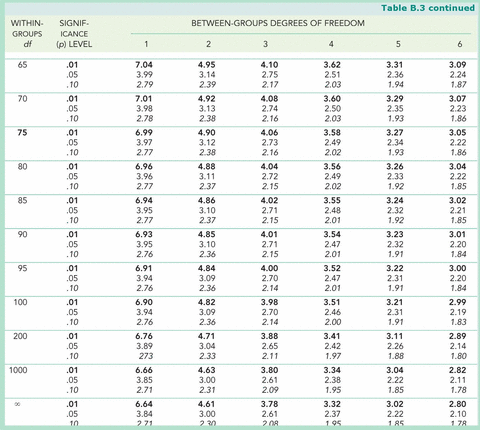 Table B.3 continued
WITHIN- SIGNIF- BETWEEN-GROUPS DEGREES OF FREEDOM
GROUPS ICANCE
df (p) LEVEL 1 2 3 4 5 6
65 .01 7.04 4.95 4.10 3.62 3.31 3.09
.05 3.99 3.14 2.75 2.51 2.36 2.24
.10 2.79 2.39 2.17 2.03 1.94 1.87
70 .01 7.01 4.92 4.08 3.60 3.29 3.07
.05 3.98 3.13 2.74 2.50 2.35 2.23
.10 2.78 2.38 2.16 2.03 1.93 1.86
75 .01 6.99 4.90 4.06 3.58 3.27 3.05
.05 3.97 3.12 2.73 2.49 2.34 2.22
.10 2.77 2.38 2.16 2.02 1.93 1.86
80 .01 6.96 4.88 4.04 3.56 3.26 3.04
.05 3.96 3.11 2.72 2.49 2.33 2.22
.10 2.77 2.37 2.15 2.02 1.92 1.85
85 .01 6.94 4.86 4.02 3.55 3.24 3.02
.05 3.95 3.10 2.71 2.48 2.32 2.21
.10 2.77 2.37 2.15 2.01 1.92 1.85
90 .01 6.93 4.85 4.01 3.54 3.23 3.01
.05 3.95 3.10 2.71 2.47 2.32 2.20
.10 2.76 2.36 2.15 2.01 1.91 1.84
95 .01 6.91 4.84 4.00 3.52 3.22 3.00
.05 3.94 3.09 2.70 2.47 2.31 2.20
.10 2.76 2.36 2.14 2.01 1.91 1.84
100 .01 6.90 4.82 3.98 3.51 3.21 2.99
.05 3.94 3.09 2.70 2.46 2.31 2.19
.10 2.76 2.36 2.14 2.00 1.91 1.83
200 .01 6.76 4.71 3.88 3.41 3.11 2.89
.05 3.89 3.04 2.65 2.42 2.26 2.14
.10 273 2.33 2.11 1.97 1.88 1.80
1000 .01 6.66 4.63 3.80 3.34 3.04 2.82
.05 3.85 3.00 2.61 2.38 2.22 2.11
.10 2.71 2.31 2.09 1.95 1.85 1.78
∞ .01 6.64 4.61 3.78 3.32 3.02 2.80
.05 3.84 3.00 2.61 2.37 2.22 2.10
.10 2.71 2.30 2.08 1.95 1.85 1.78